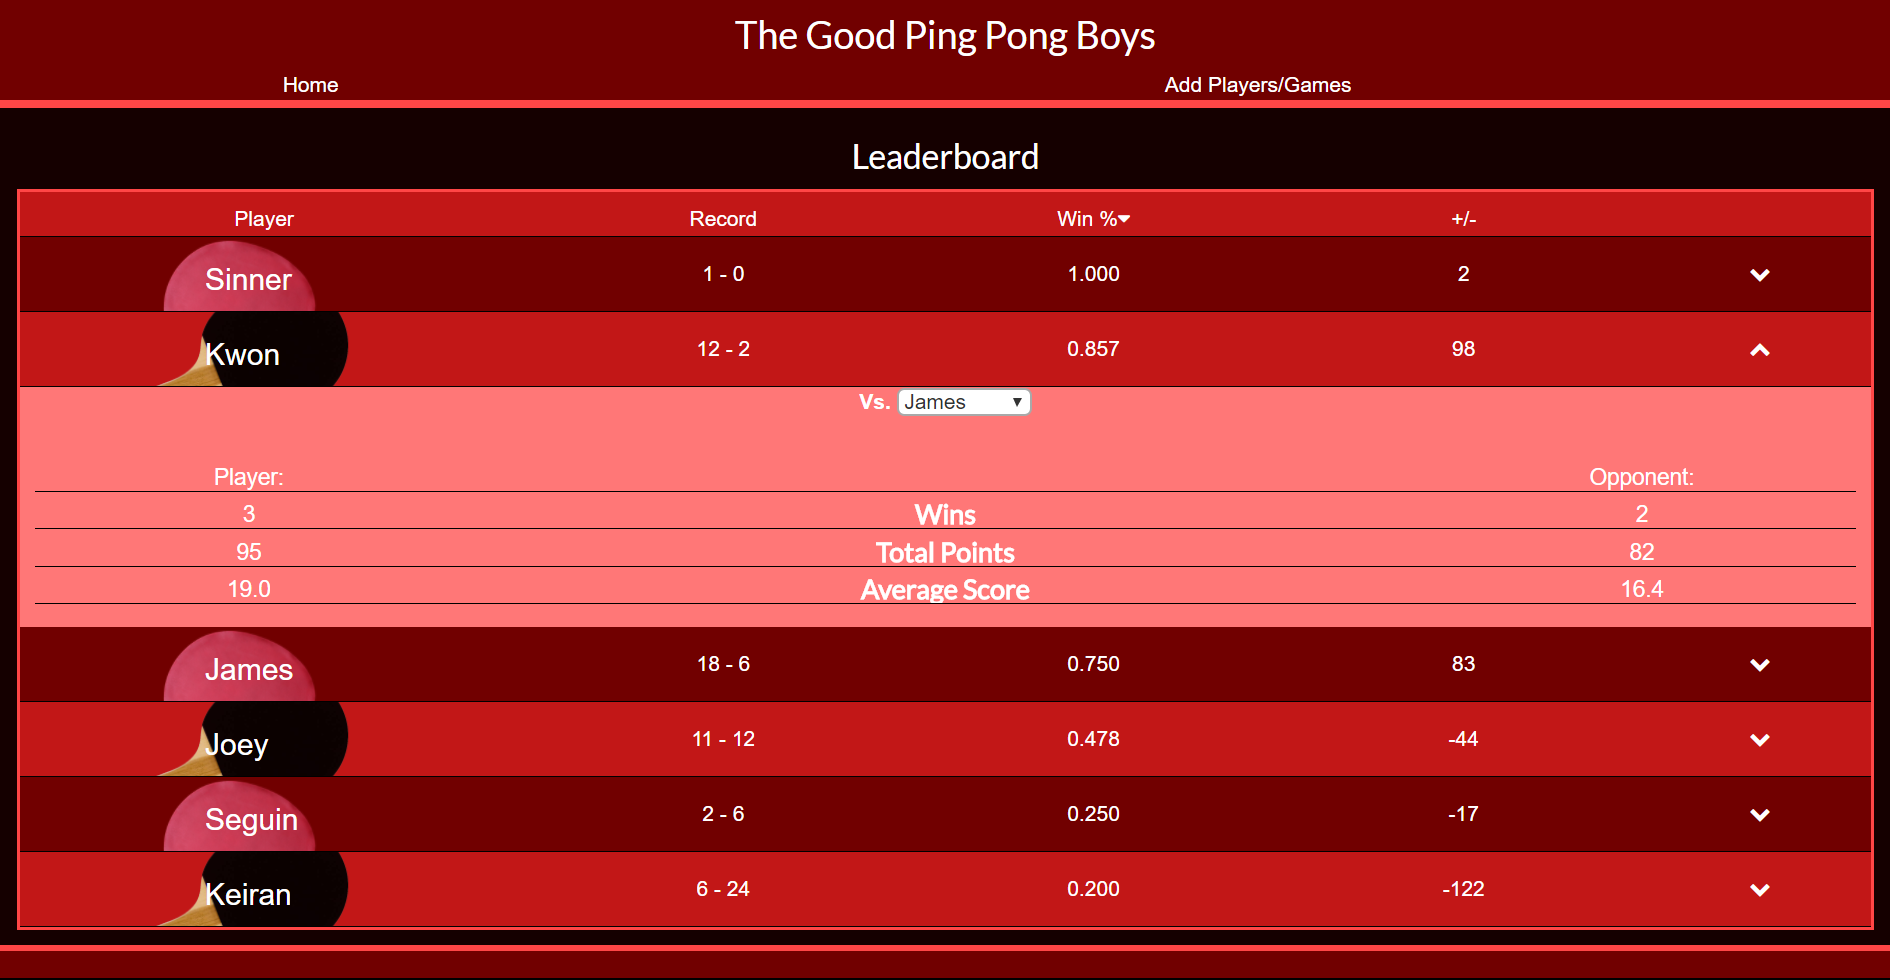 The Good Ping Pong Boys
Home Add Players/Games
Leaderboard
Player Record Win % +/-
Sinner 1 - 0 1.000 2
Kwon 12 - 2 0.857 98
Vs. James
Player: Opponent:
3 Wins 2
95 Total Points 82
19.0 Average Score 16.4
James 18 - 6 0.750 83
Joey 11 - 12 0.478 -44
Seguin 2 - 6 0.250 -17
Keiran 6 - 24 0.200 -122